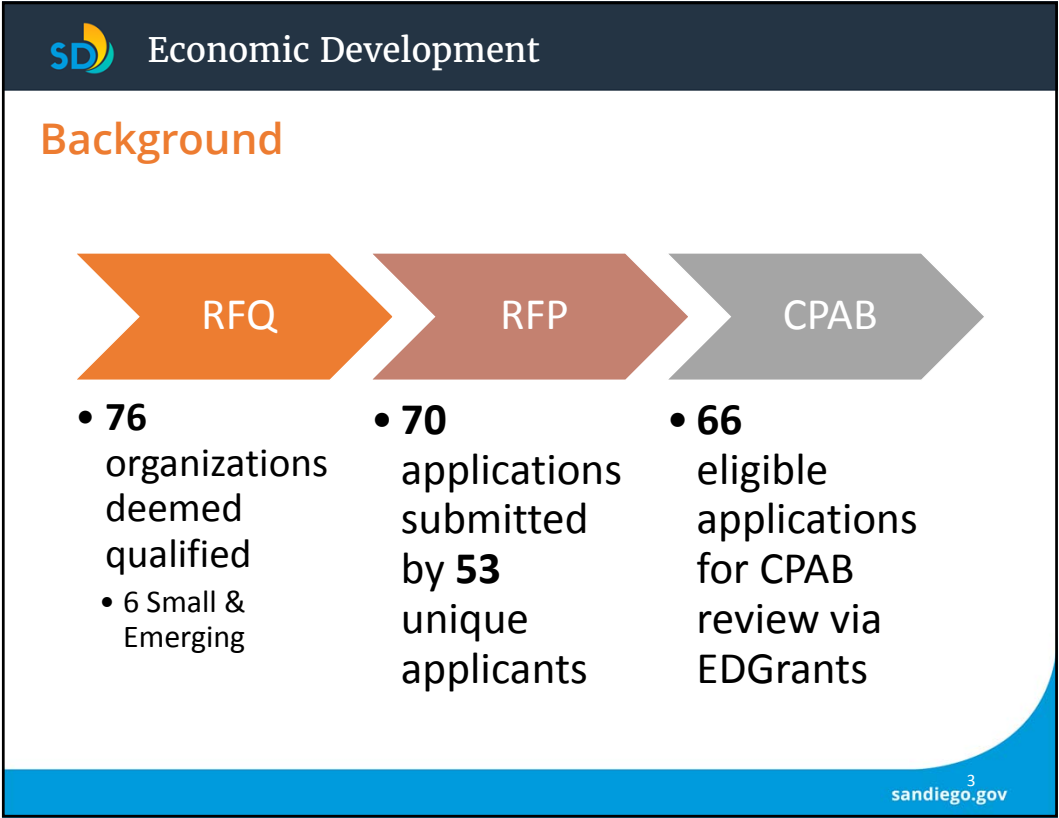 SD Economic Development
Background
RFQ
• 76
organizations
deemed
qualified
• 6 Small &
Emerging
RFP
• 70
applications
submitted
by 53
unique
applicants
CPAB
• 66
eligible
applications
for CPAB
review via
EDGrants
3
sandiego.gov